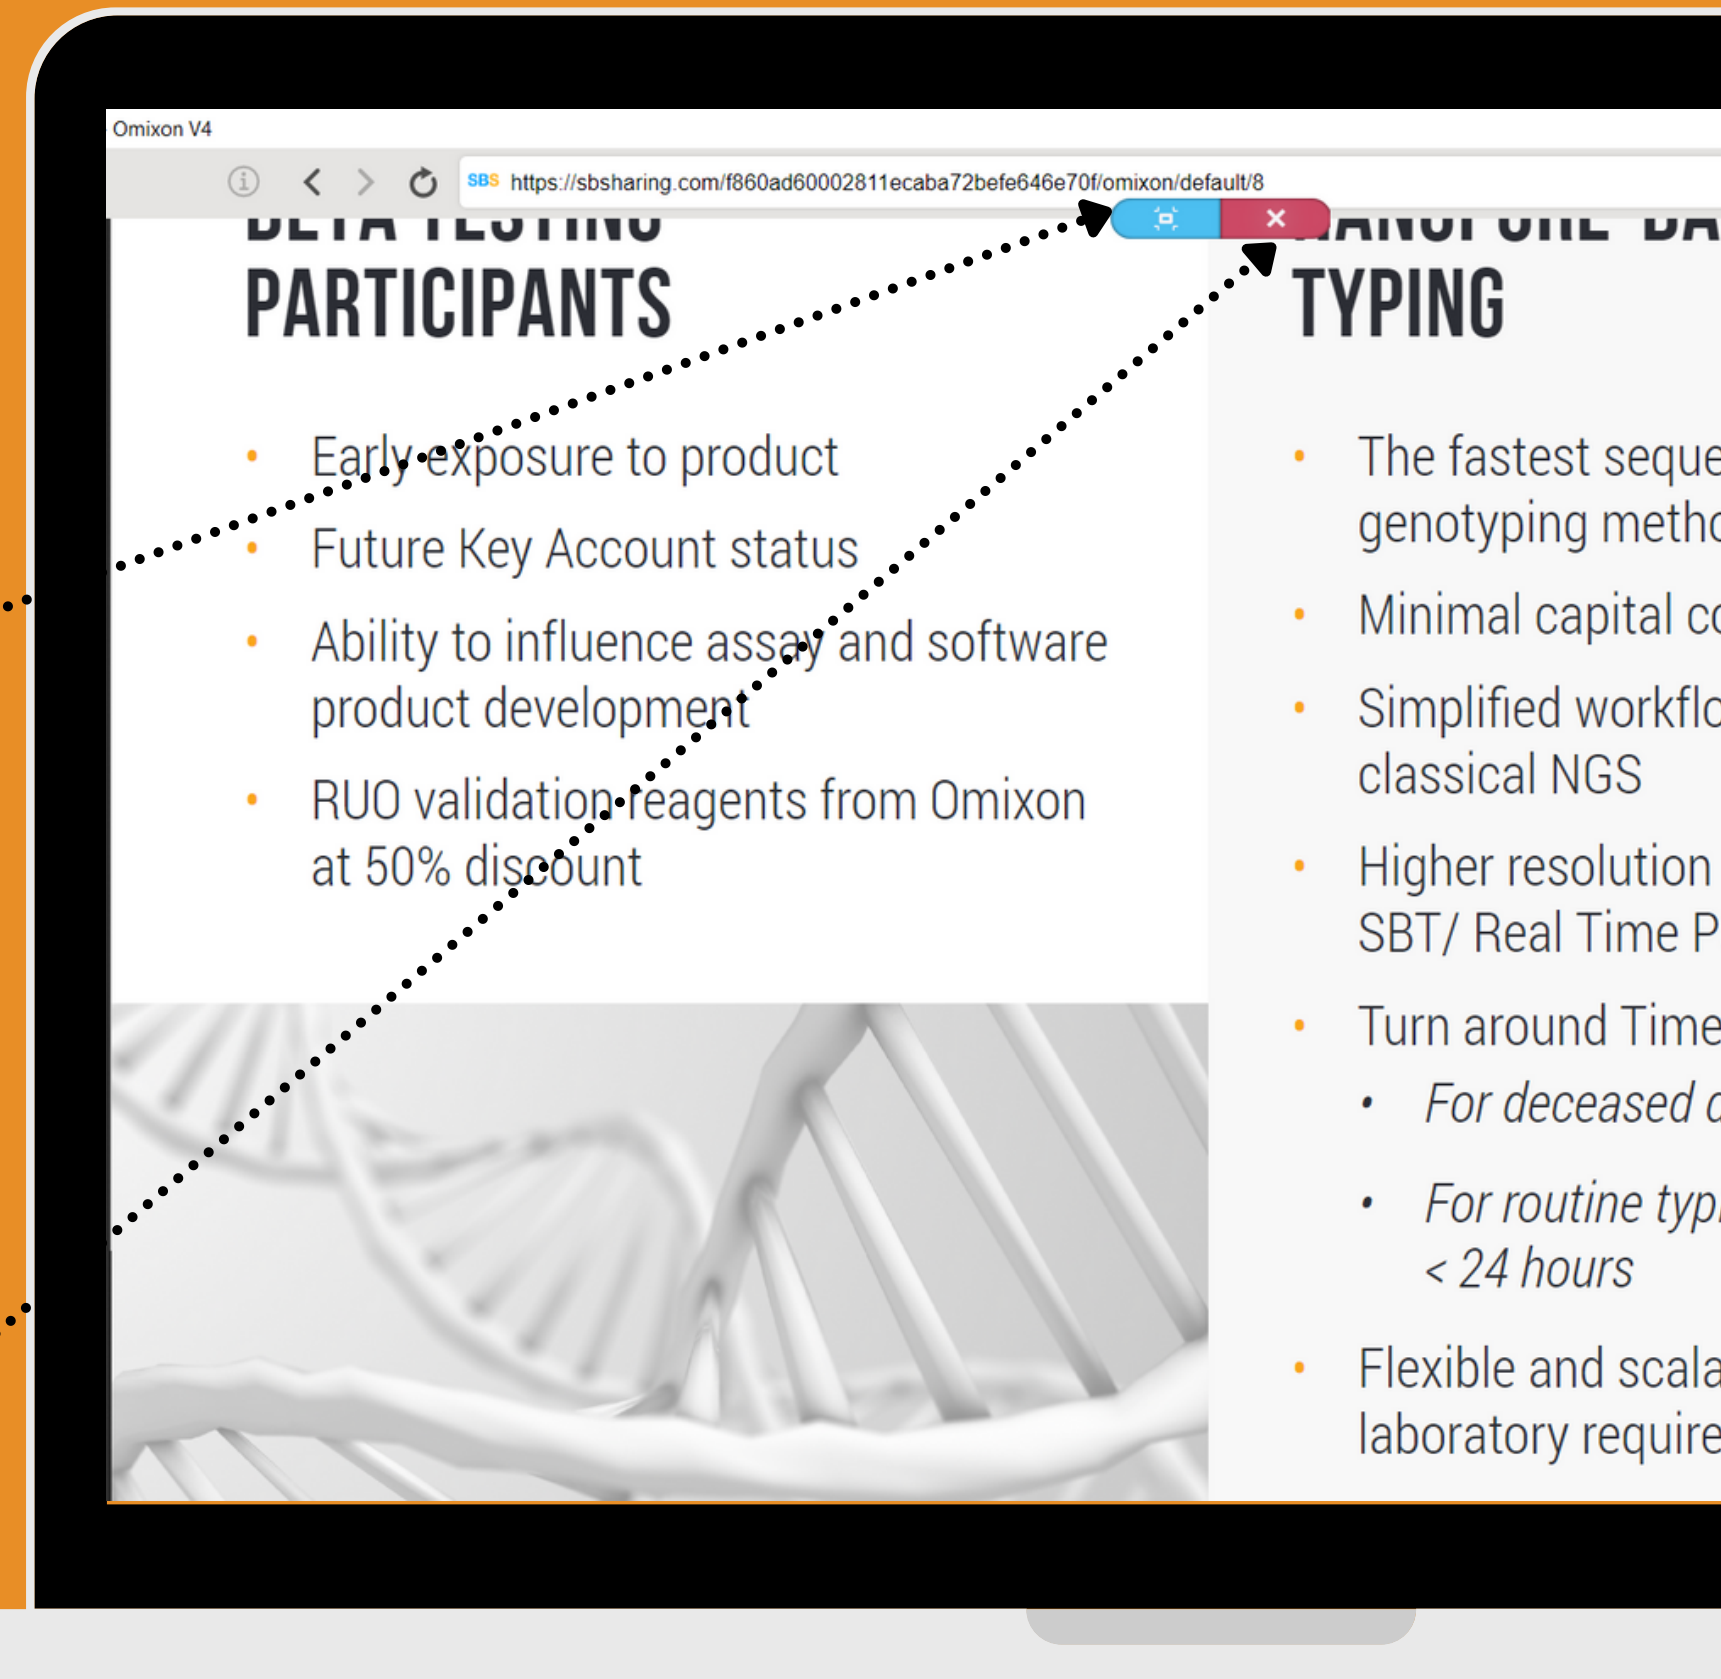 Omixon V4
SBS https://sbsharing.com/f860ad60002811ecaba72befe646e70f/omixon/default/8
BETA TESTING
PARTICIPANTS
• Early exposure to product
• Future Key Account status
• Ability to influence assay and software
product development
• RUO validation reagents from Omixon
at 50% discount
TYPING
• The fastest seque
genotyping metho
• Minimal capital co
• Simplified workflo
classical NGS
• Higher resolution
SBT/ Real Time P
• Turn around Time
• For deceased d
• For routine typi
< 24 hours
• Flexible and scala
laboratory require